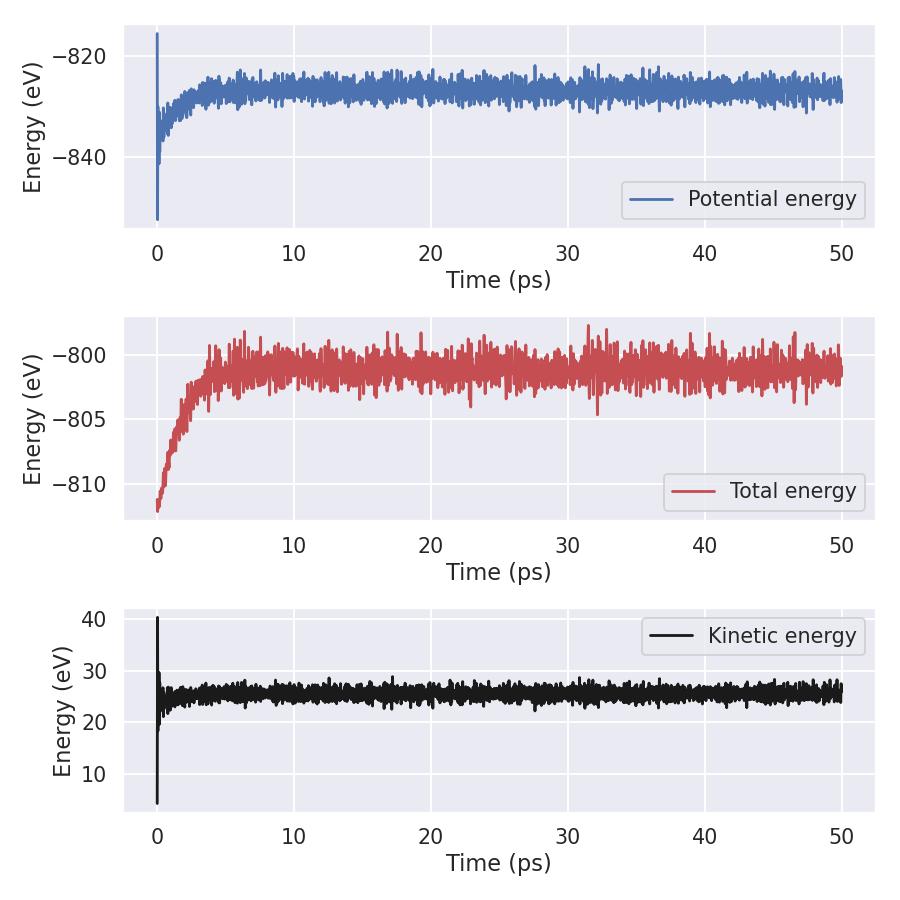 Energy (eV)
−820
−840
Potential energy
0 10 20 30 40 50
Time (ps)
Energy (eV)
−800
−805
−810
Total energy
0 10 20 30 40 50
Time (ps)
Energy (eV)
40
30
20
10
Kinetic energy
0 10 20 30 40 50
Time (ps)